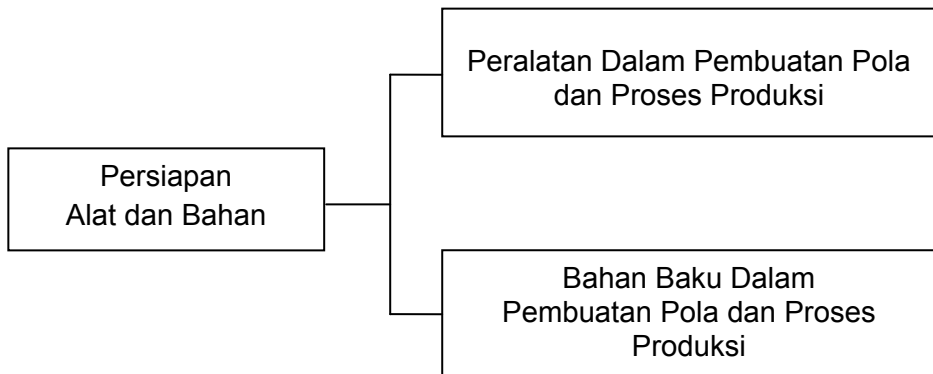 Peralatan Dalam Pembuatan Pola
dan Proses Produksi
Persiapan
Alat dan Bahan
Bahan Baku Dalam
Pembuatan Pola dan Proses
Produksi